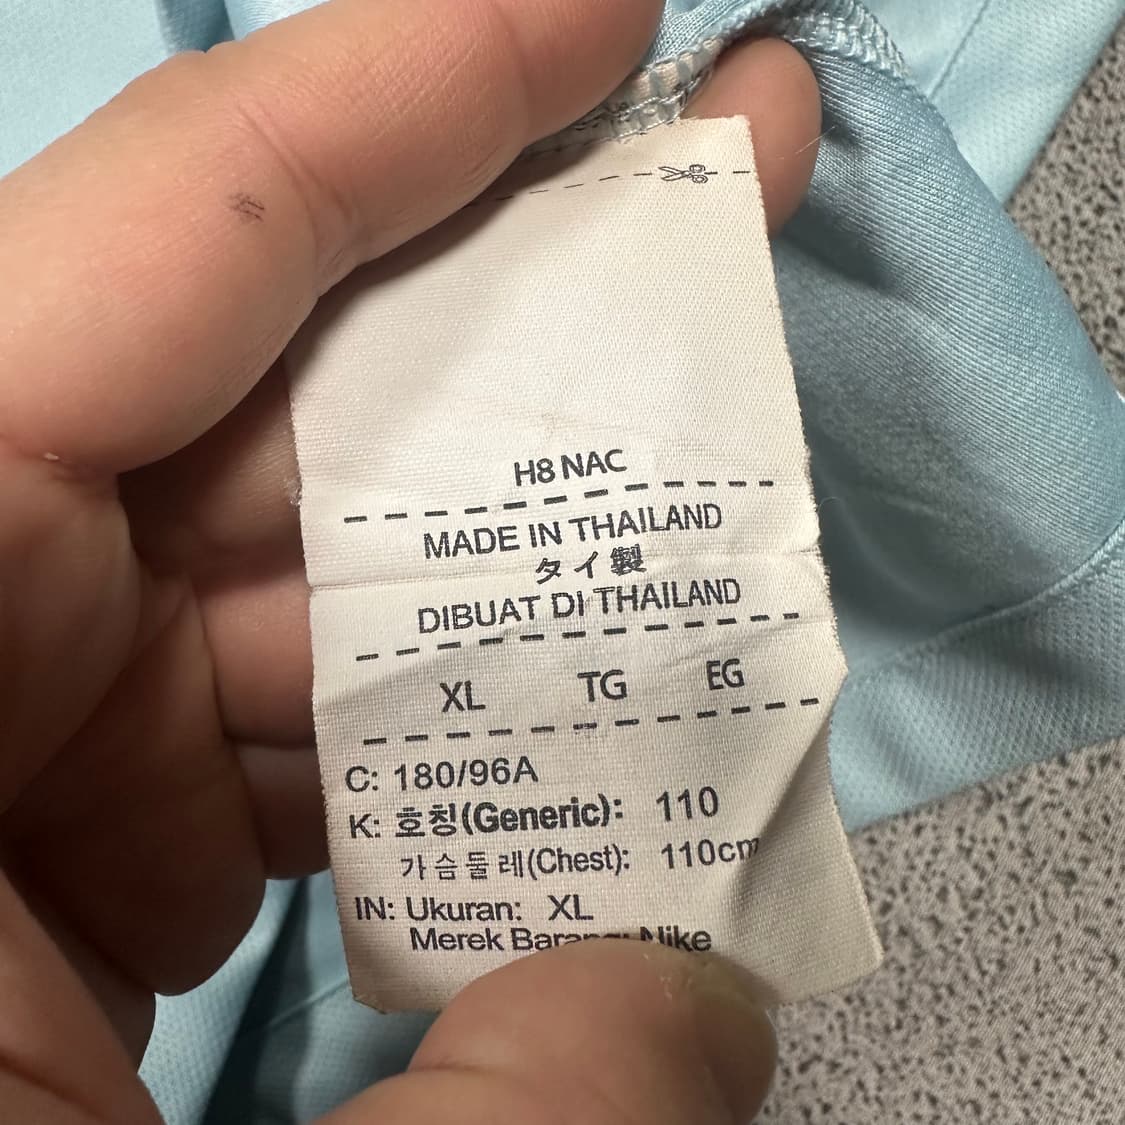 H8 NAC
MADE IN THAILAND
タイ製
DIBUAT DI THAILAND
XL TG EG
C: 180/96A
K: 호칭(Generic): 110
가슴둘레(Chest): 110cm
IN: Ukuran: XL
Merek Barang: Nike